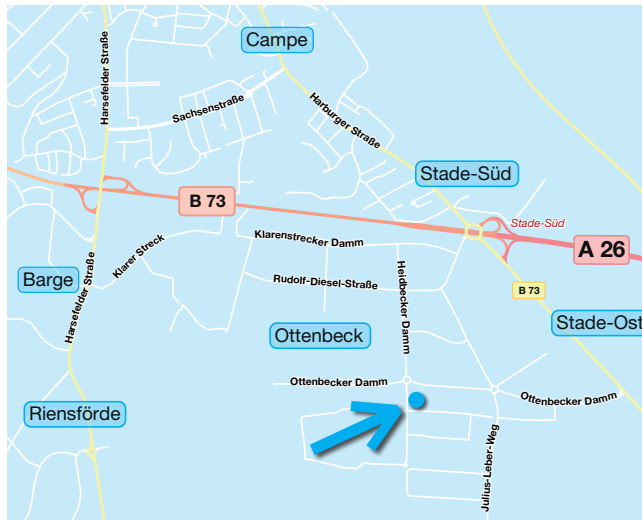 Campe
Harsefelder Straße
Sachsenstraße
Harburger Straße
Stade-Süd
B 73
Stade-Süd
A 26
Klarer Streck
Klarenstrecker Damm
Barge
Harsefelder Straße
Rudolf-Diesel-Straße
Heidbecker Damm
B 73
Ottenbeck
Stade-Ost
Ottenbecker Damm
Ottenbecker Damm
Riensförde
Julius-Leber-Weg